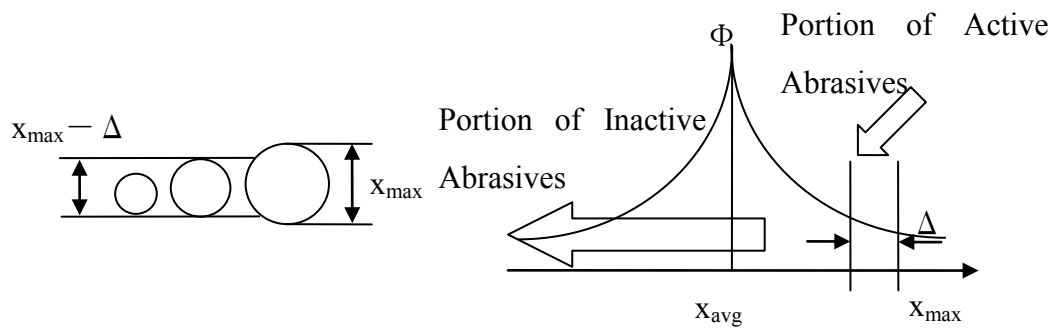 x_max − Δ
x_max
Φ
Portion of Active
Abrasives
Portion of Inactive
Abrasives
Δ
x_avg
x_max